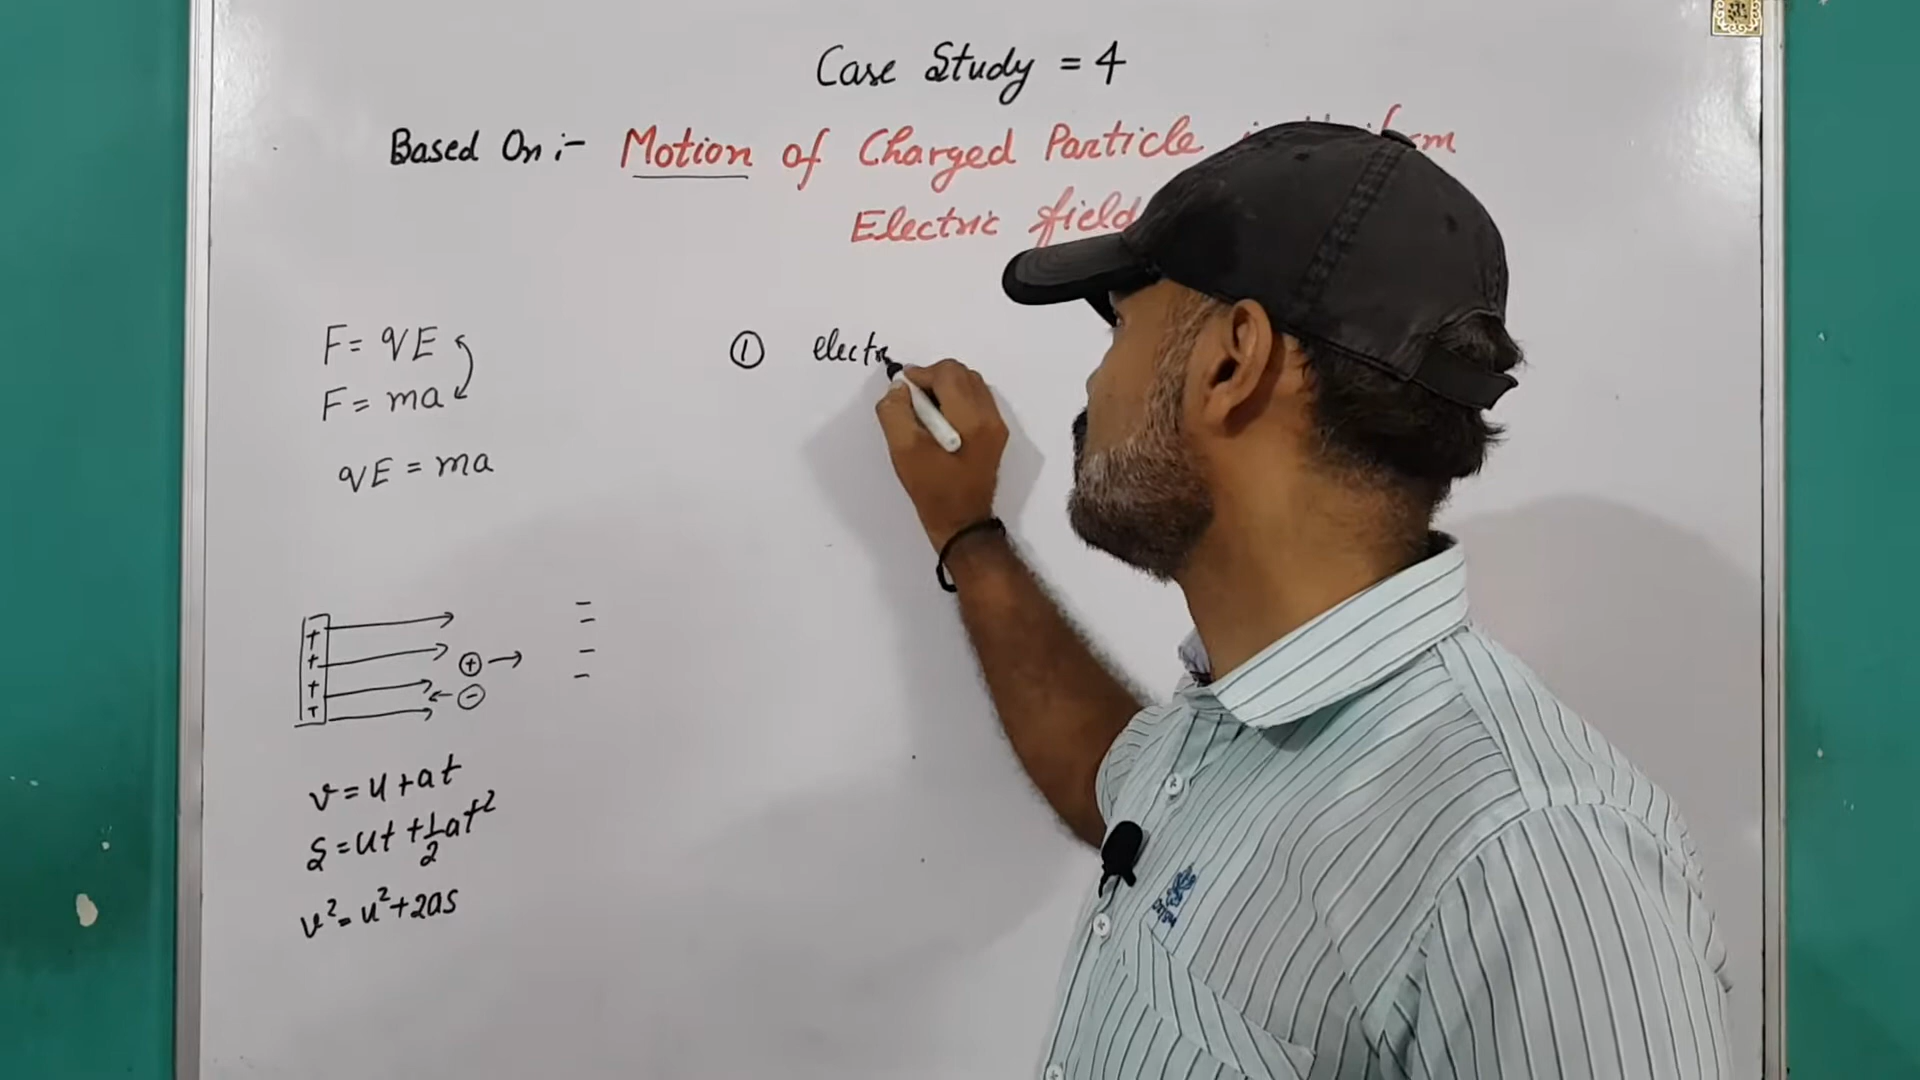 Case Study = 4
Based On :- Motion of Charged Particle
Electric field
F = qE
F = ma
qE = ma
① electr
+
+
+
+
⊕
⊖
v = u + at
S = ut + 1/2 at²
v² = u² + 2as